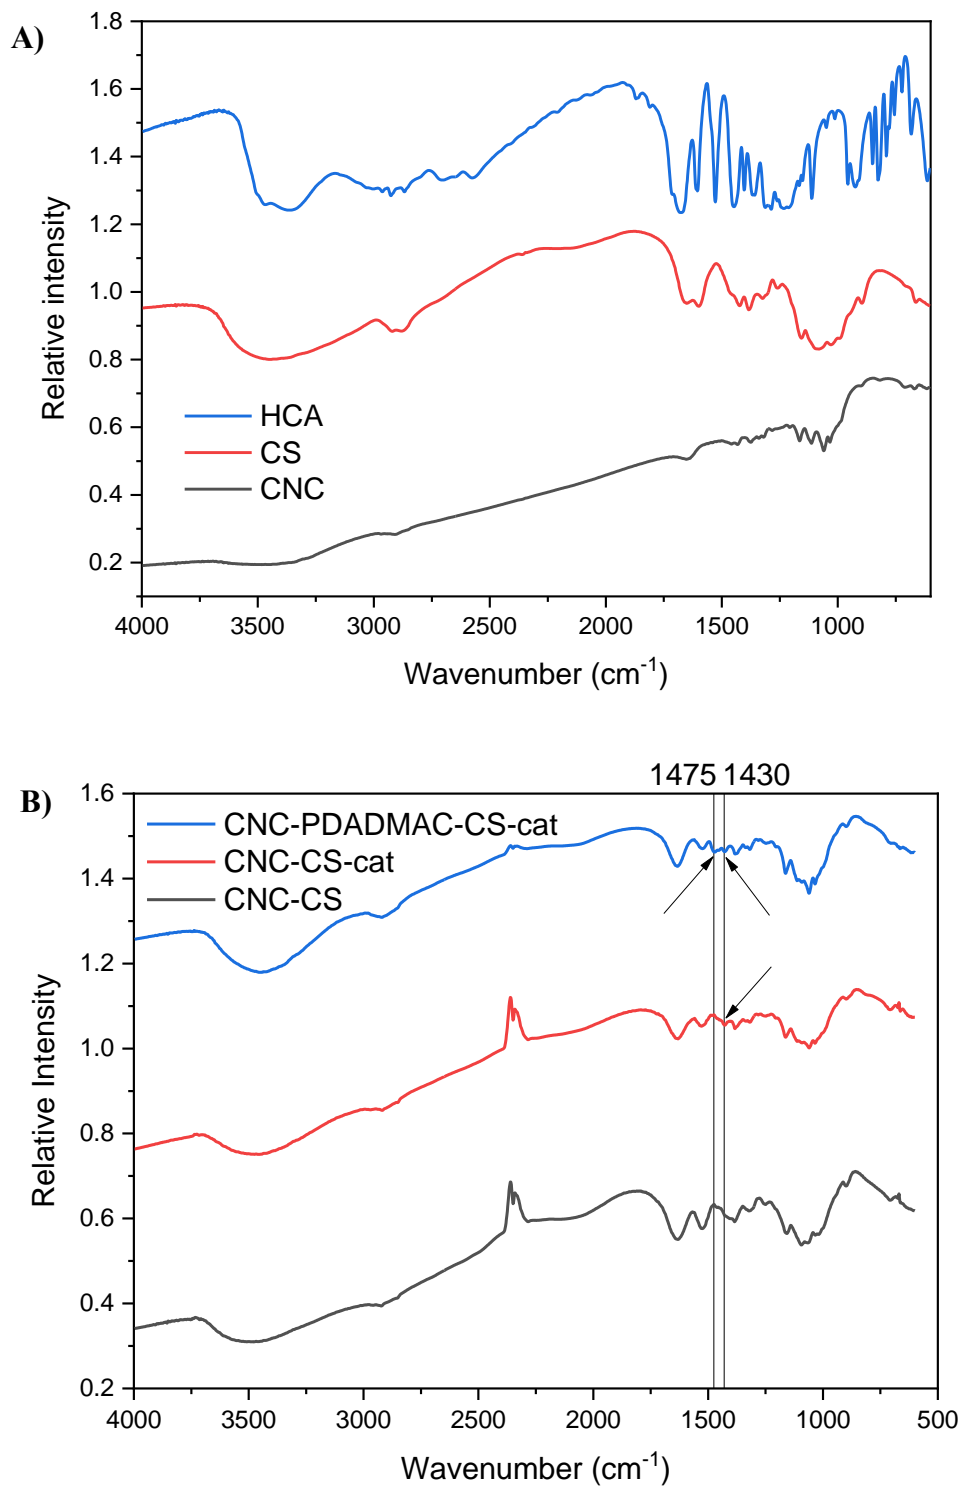 A)
1.8
1.6
1.4
1.2
1.0
0.8
0.6
0.4
0.2
Relative intensity
HCA
CS
CNC
4000 3500 3000 2500 2000 1500 1000
Wavenumber (cm⁻¹)
1475 1430
B)
1.6
1.4
1.2
1.0
0.8
0.6
0.4
0.2
Relative Intensity
CNC-PDADMAC-CS-cat
CNC-CS-cat
CNC-CS
4000 3500 3000 2500 2000 1500 1000 500
Wavenumber (cm⁻¹)